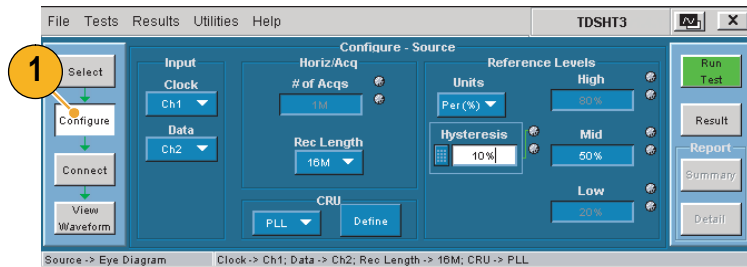 File Tests Results Utilities Help TDSHT3 X
1
Configure - Source
Select
Configure
Connect
View
Waveform
Input
Clock
Ch1
Data
Ch2
Horiz/Acq
# of Acqs
1M
Rec Length
16M
CRU
PLL Define
Reference Levels
Units
Per(%)
Hysteresis
10%
High
80%
Mid
50%
Low
20%
Run
Test
Result
Report
Summary
Detail
Source -> Eye Diagram Clock-> Ch1; Data -> Ch2; Rec Length -> 16M; CRU -> PLL